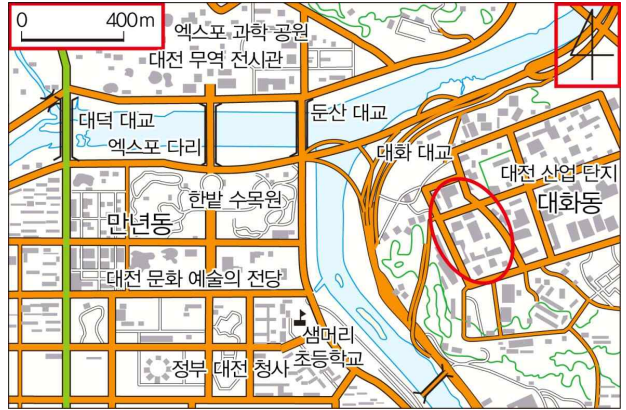 0 400m
엑스포 과학 공원
대전 무역 전시관
대덕 대교
둔산 대교
엑스포 다리
대화 대교
대전 산업 단지
한밭 수목원
대화동
만년동
대전 문화 예술의 전당
샘머리
초등학교
정부 대전 청사